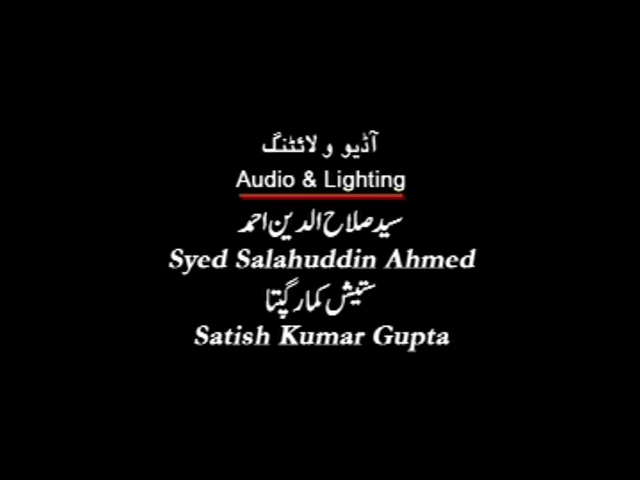 آڈیو و لائٹنگ
Audio & Lighting
سید صلاح الدین احمد
Syed Salahuddin Ahmed
ستیش کمار گپتا
Satish Kumar Gupta